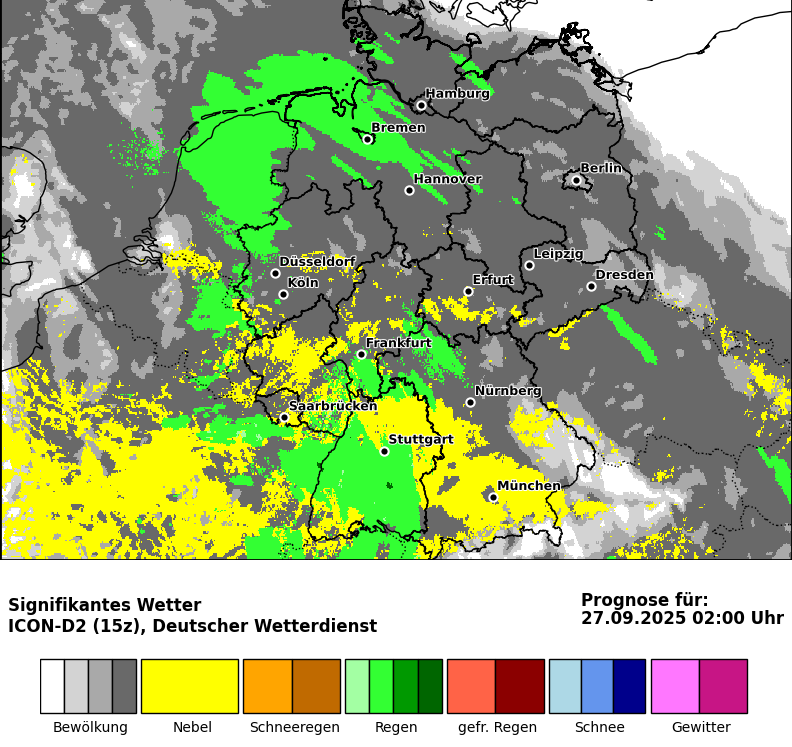 Hamburg
Bremen
Berlin
Hannover
Leipzig
Düsseldorf
Dresden
Köln
Erfurt
Frankfurt
Nürnberg
Saarbrücken
Stuttgart
München
Signifikantes Wetter
ICON-D2 (15z), Deutscher Wetterdienst
Prognose für:
27.09.2025 02:00 Uhr
Bewölkung
Nebel
Schneeregen
Regen
gefr. Regen
Schnee
Gewitter